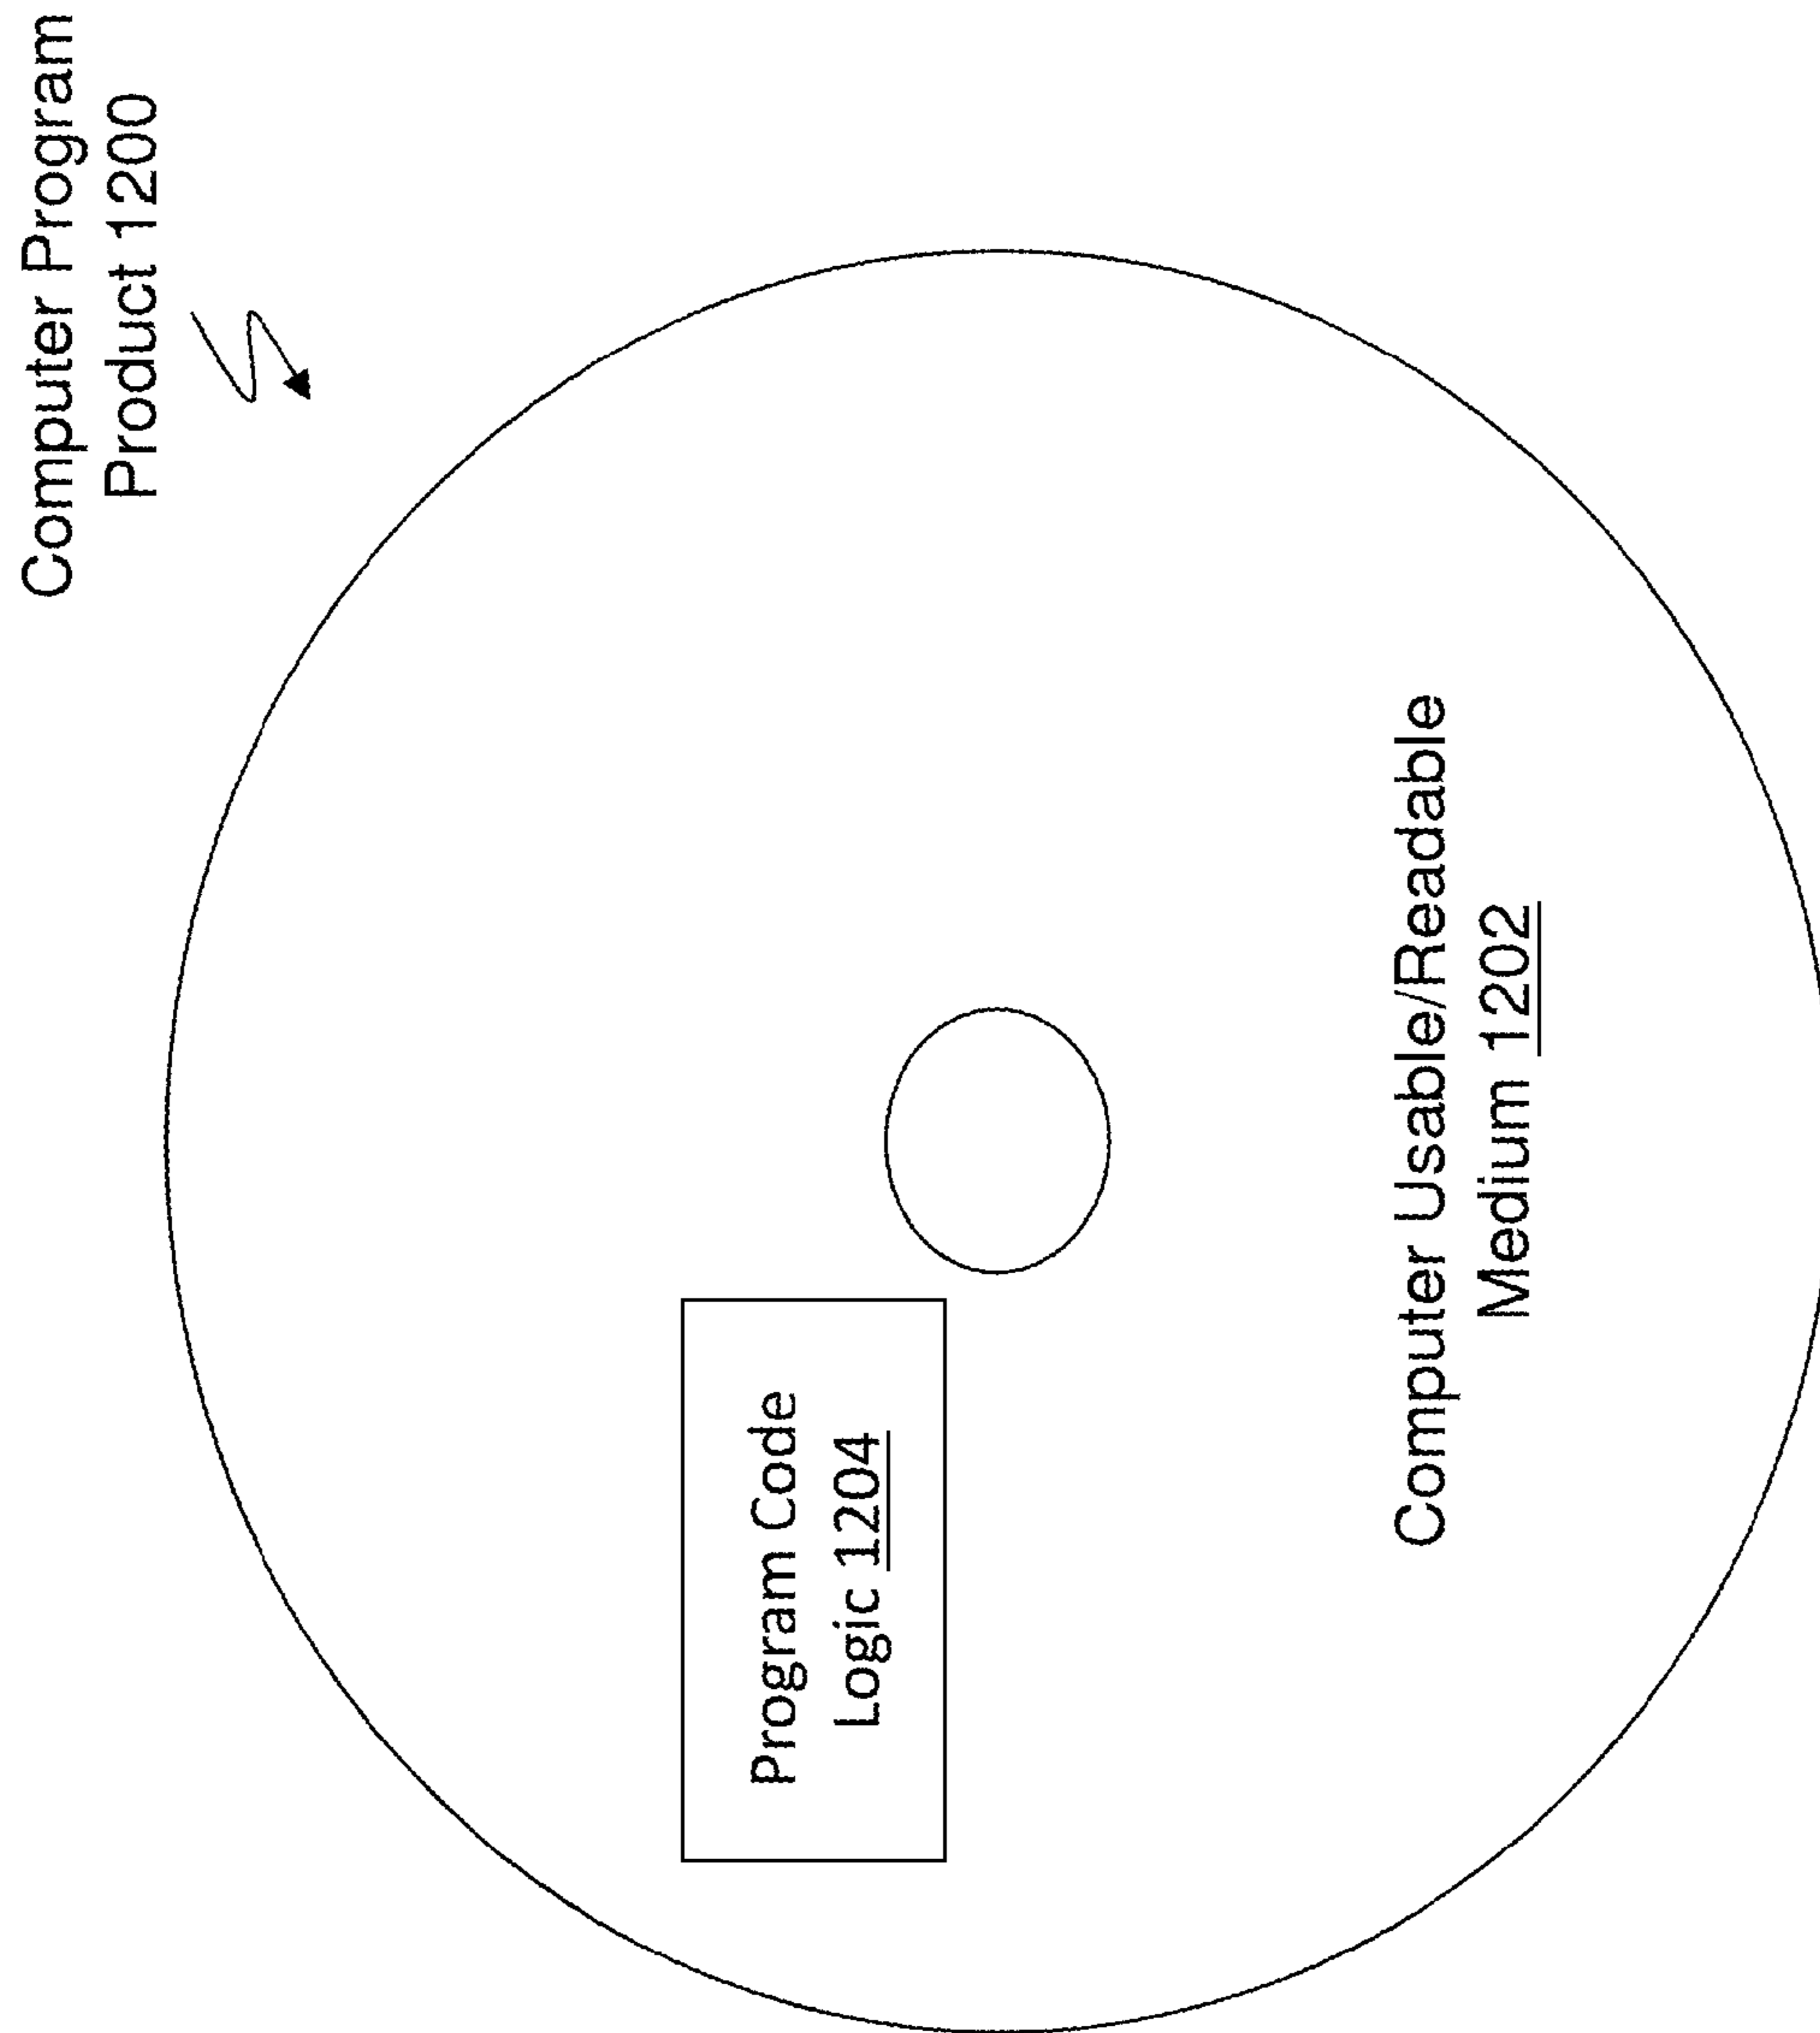 Computer Program
Product 1200
Program Code
Logic 1204
Computer Usable/Readable
Medium 1202